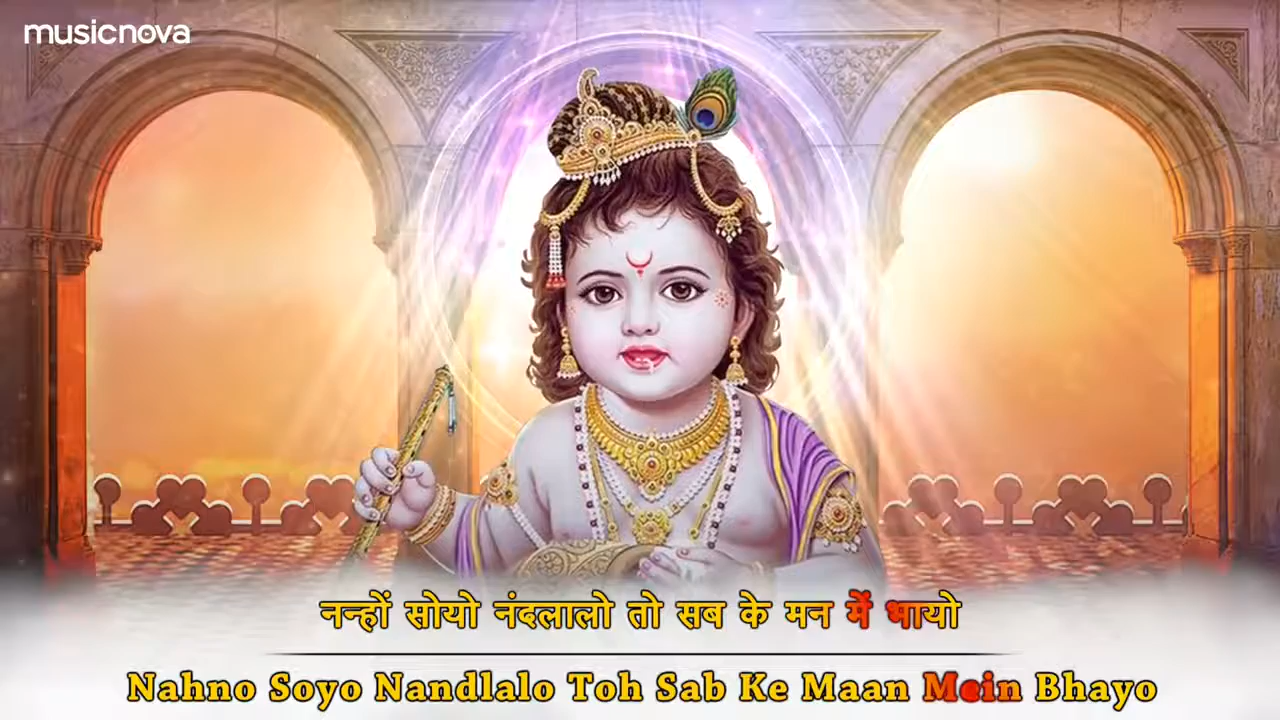 musicnova
नन्हों सोयो नंदलालो तो सब के मन में भायो
Nahno Soyo Nandlalo Toh Sab Ke Maan Mein Bhayo